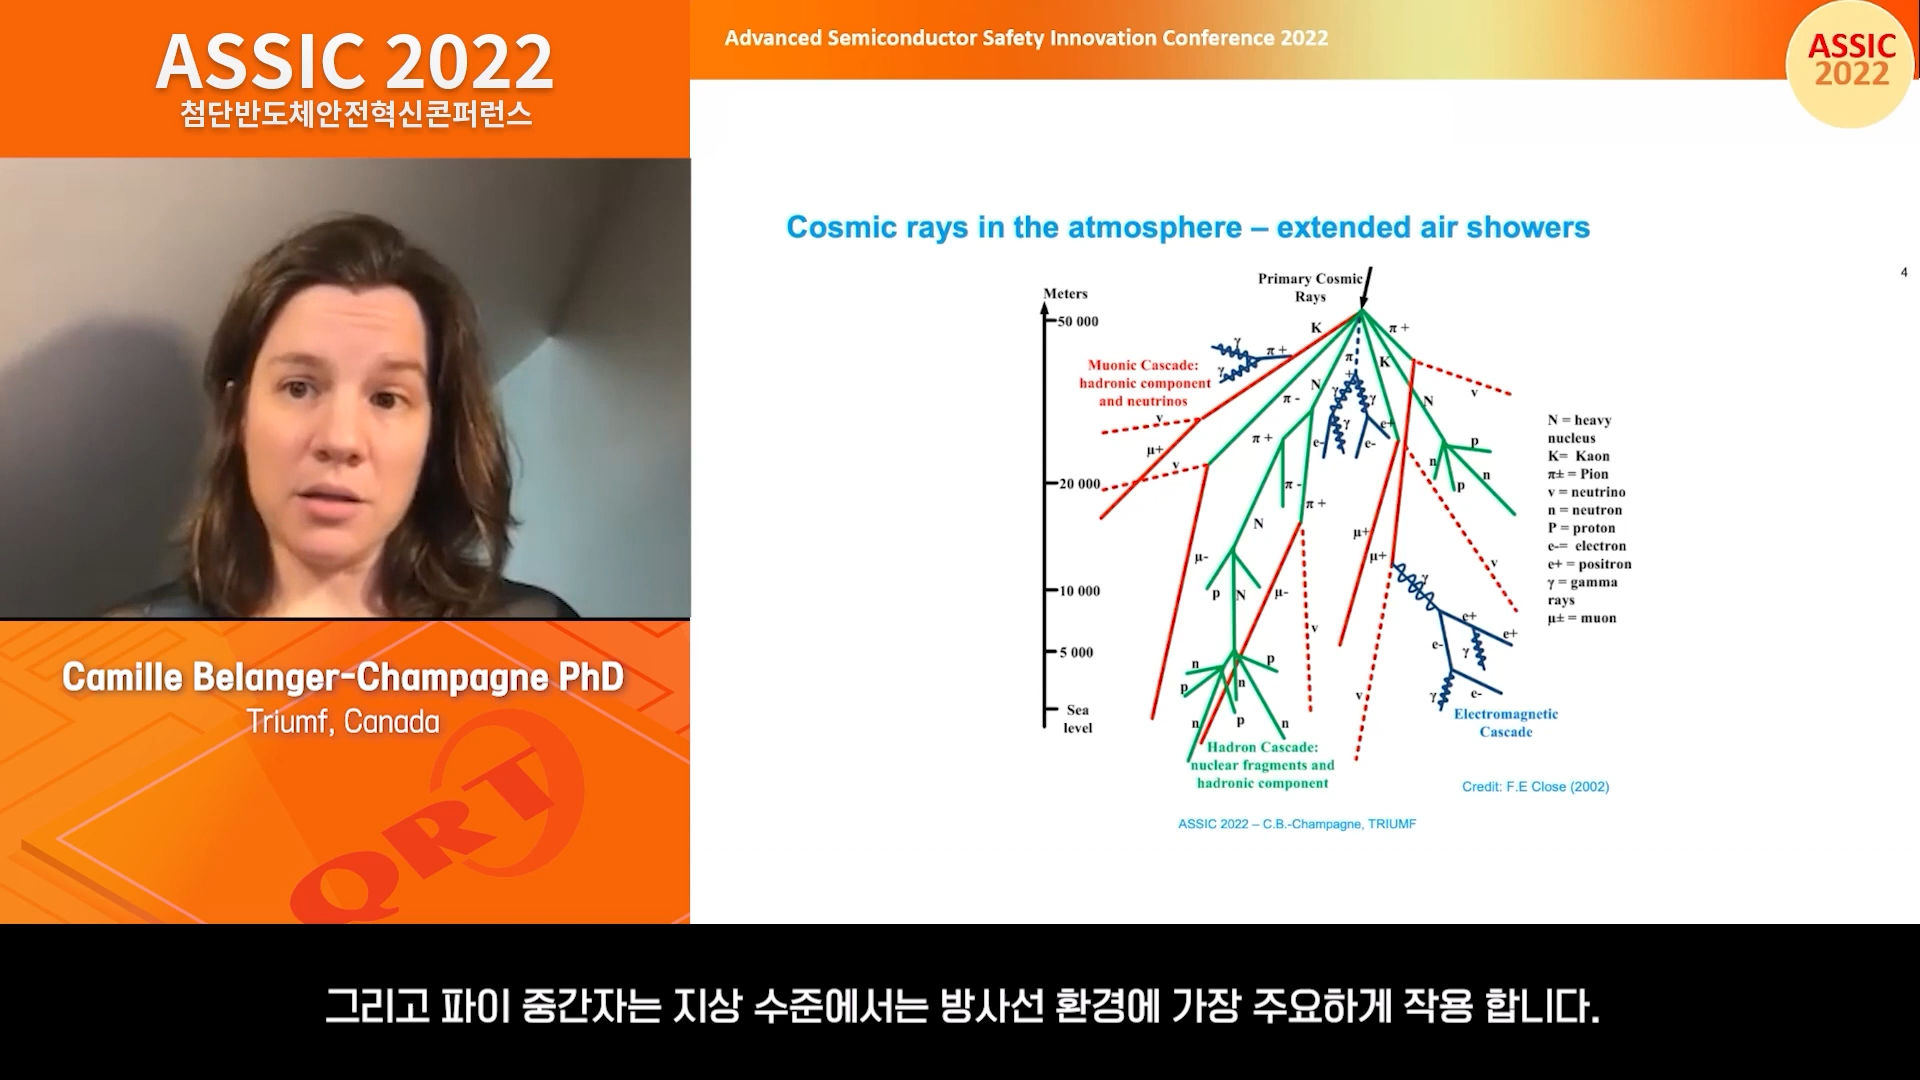 ASSIC 2022
첨단반도체안전혁신콘퍼런스
Advanced Semiconductor Safety Innovation Conference 2022
ASSIC
2022
Camille Belanger-Champagne PhD
Triumf, Canada
QRT
Cosmic rays in the atmosphere – extended air showers
4
Primary Cosmic
Rays
Meters
50 000
20 000
10 000
5 000
Sea
level
Muonic Cascade:
hadronic component
and neutrinos
K
π +
γ
π +
γ
π
+
K
N
π -
γ
γ
N
ν
ν
μ+
ν
π +
e-
γ
e-
e+
p
n
n
p
π -
π +
N
μ-
μ+
μ+
γ
ν
p
N
μ-
ν
e+
e+
e-
γ
n
p
p
n
γ
e-
ν
n
p
n
Electromagnetic
Cascade
Hadron Cascade:
nuclear fragments and
hadronic component
N = heavy
nucleus
K= Kaon
π± = Pion
ν = neutrino
n = neutron
P = proton
e-= electron
e+ = positron
γ = gamma
rays
μ± = muon
Credit: F.E Close (2002)
ASSIC 2022 – C.B.-Champagne, TRIUMF
그리고 파이 중간자는 지상 수준에서는 방사선 환경에 가장 주요하게 작용 합니다.